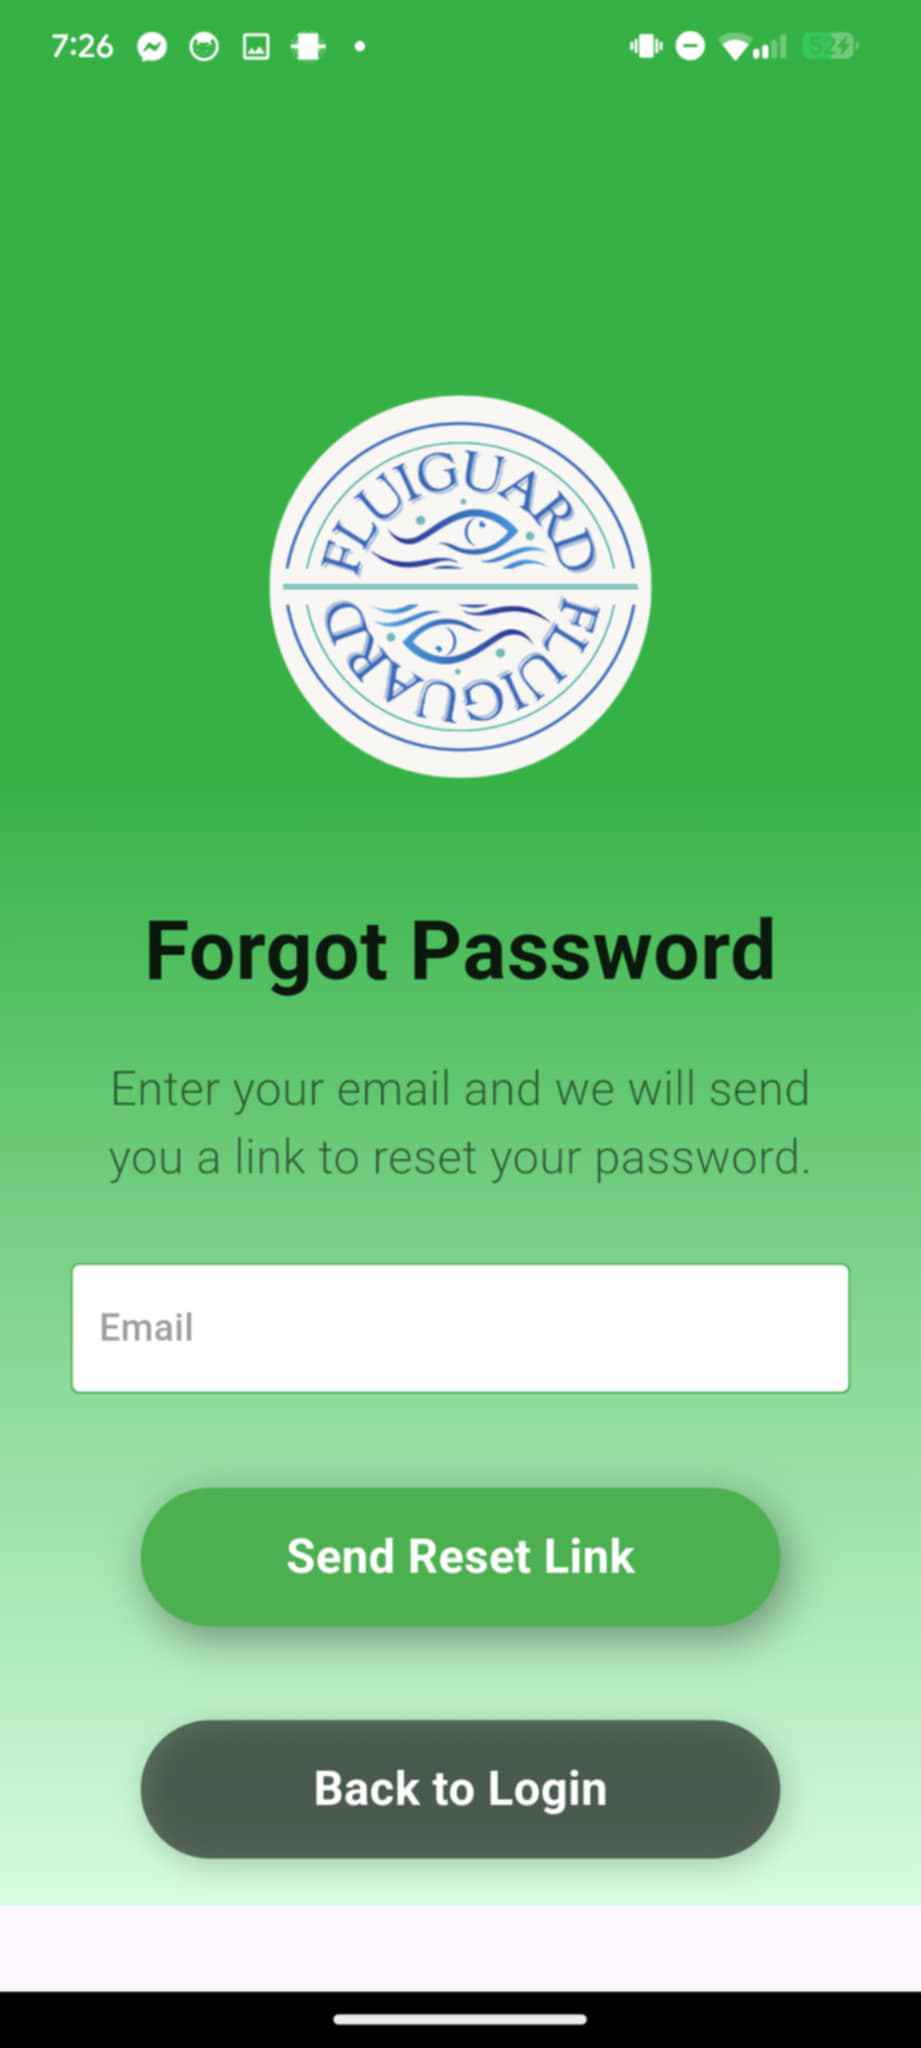 7:26
52
FLUIGUARD
FLUIGUARD
Forgot Password
Enter your email and we will send
you a link to reset your password.
Email
Send Reset Link
Back to Login